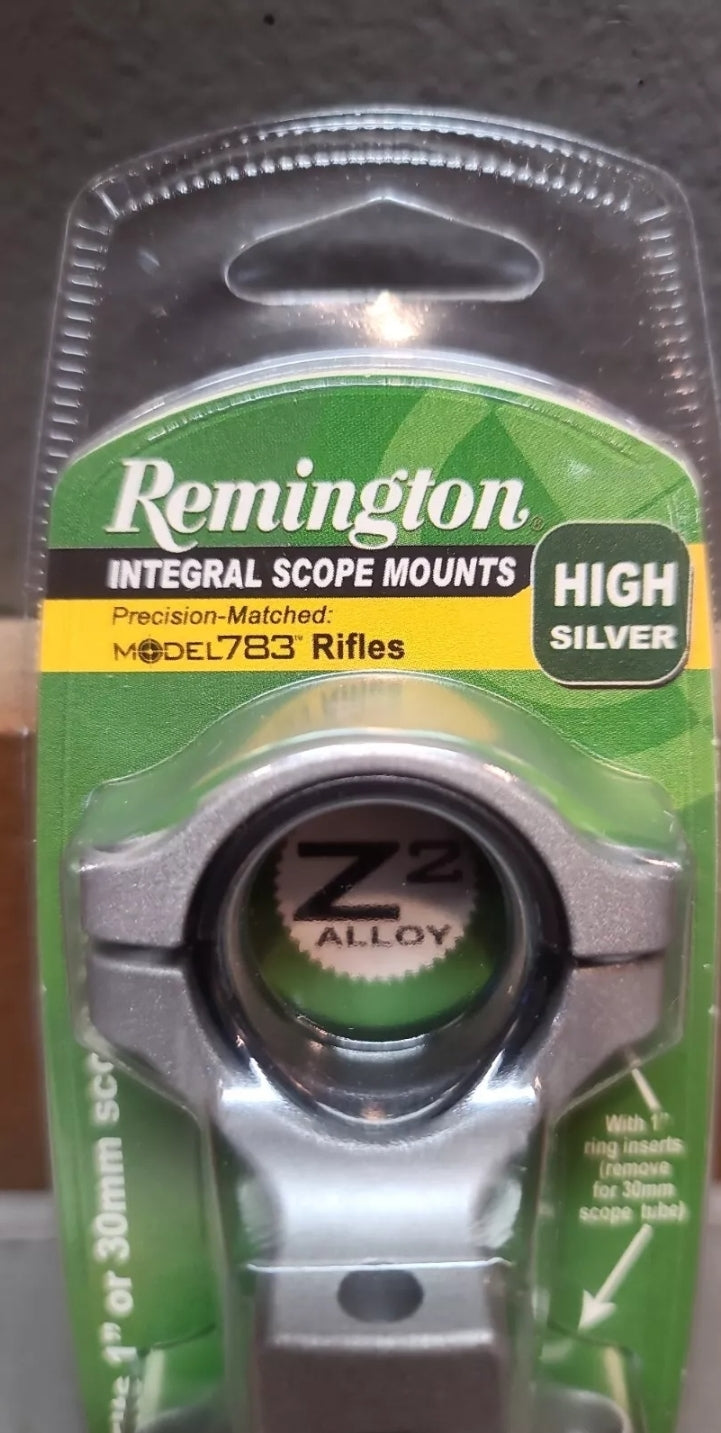 Remington®
INTEGRAL SCOPE MOUNTS
HIGH
SILVER
Precision-Matched:
MODEL783™ Rifles
Z2
ALLOY
With 1"
ring inserts
(remove
for 30mm
scope tube)
1" or 30mm